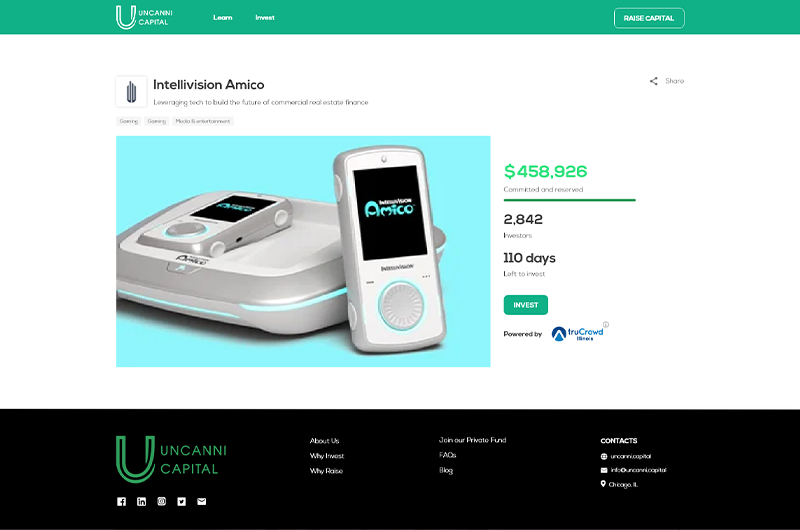 UNCANNI
CAPITAL
Learn
Invest
RAISE CAPITAL
Intellivision Amico
Share
Leveraging tech to build the future of commercial real estate finance
Gaming
Gaming
Media & entertainment
INTELLIVISION
Amico
INTELLIVISION
INTELLIVISION
Amico
$458,926
Committed and reserved
2,842
Investors
110 days
Left to invest
INVEST
Powered by
truCrowd
Illinois
UNCANNI
CAPITAL
About Us
Why Invest
Why Raise
Join our Private Fund
FAQs
Blog
CONTACTS
uncanni.capital
info@uncanni.capital
Chicago, IL